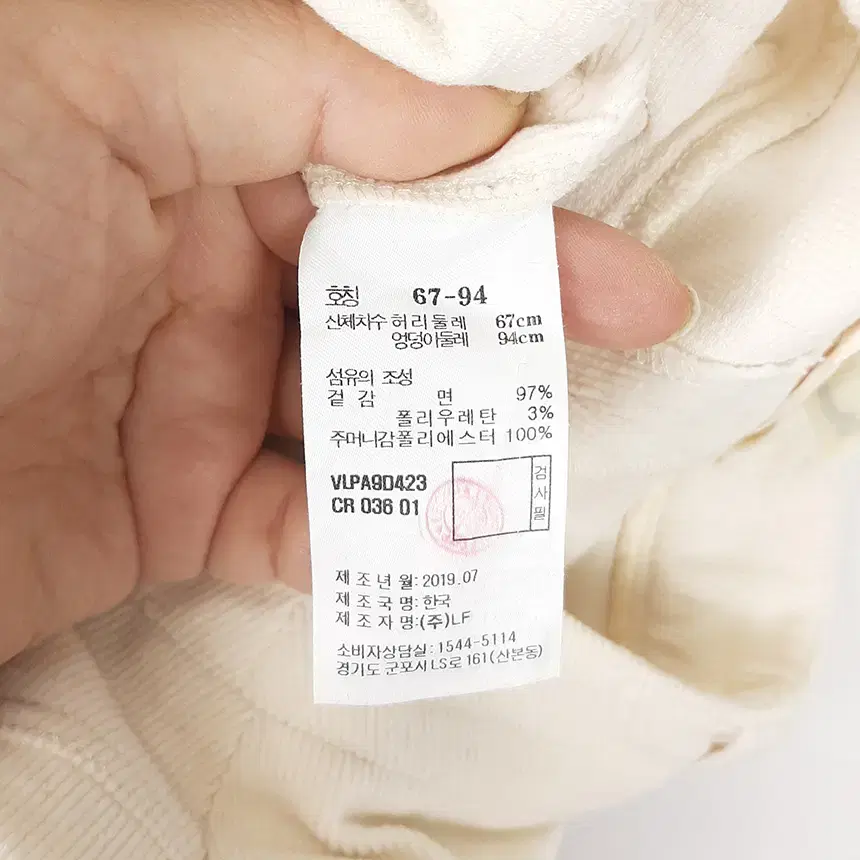 호칭 67-94
신체치수 허리둘레 67cm
엉덩이둘레 94cm
섬유의 조성
겉감 면 97%
폴리우레탄 3%
주머니감 폴리에스터 100%
VLPA9D423
CR 036 01
검사필
제조년월:2019.07
제조국명:한국
제조자명:(주)LF
소비자상담실:1544-5114
경기도 군포시 LS로 161(산본동)